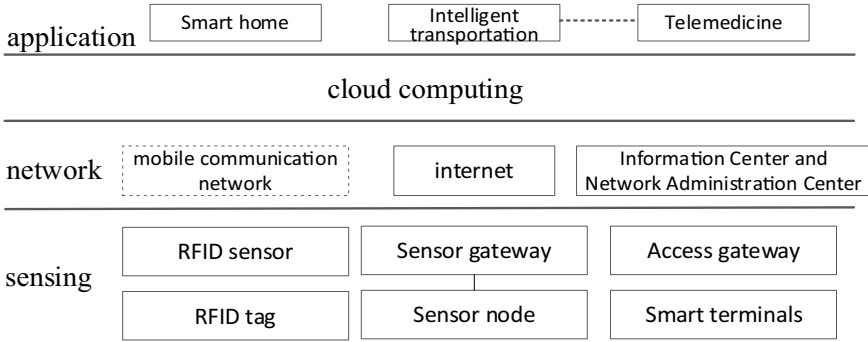 application
Smart home
Intelligent
transportation
Telemedicine
cloud computing
network
mobile communication
network
internet
Information Center and
Network Administration Center
sensing
RFID sensor
Sensor gateway
Access gateway
RFID tag
Sensor node
Smart terminals